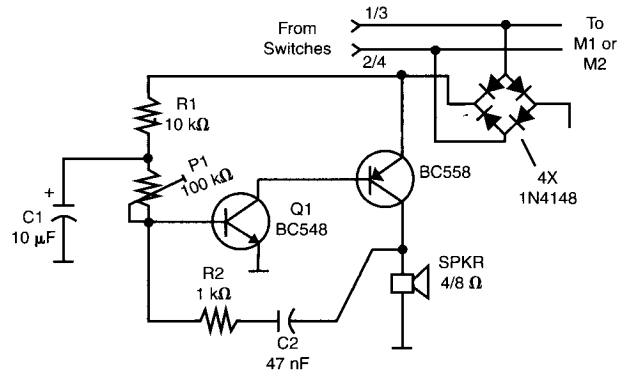 From
Switches
1/3
2/4
To
M1 or
M2
R1
10 kΩ
P1
100 kΩ
+
C1
10 µF
Q1
BC548
BC558
4X
1N4148
R2
1 kΩ
C2
47 nF
SPKR
4/8 Ω